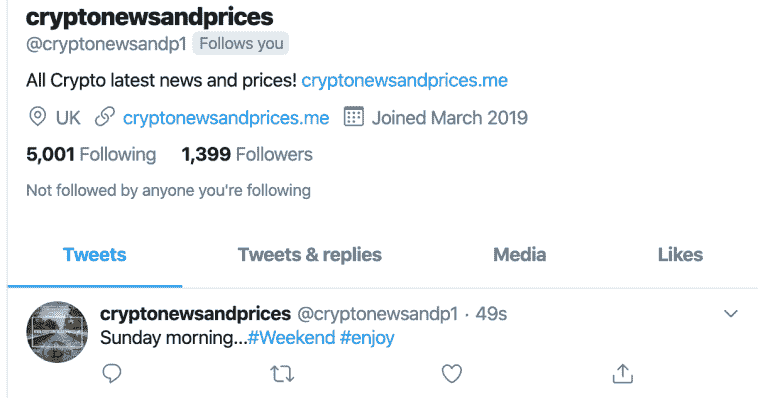 cryptonewsandprices
@cryptonewsandp1 Follows you
All Crypto latest news and prices! cryptonewsandprices.me
UK cryptonewsandprices.me Joined March 2019
5,001 Following 1,399 Followers
Not followed by anyone you're following
Tweets Tweets & replies Media Likes
cryptonewsandprices @cryptonewsandp1 · 49s
Sunday morning...#Weekend #enjoy